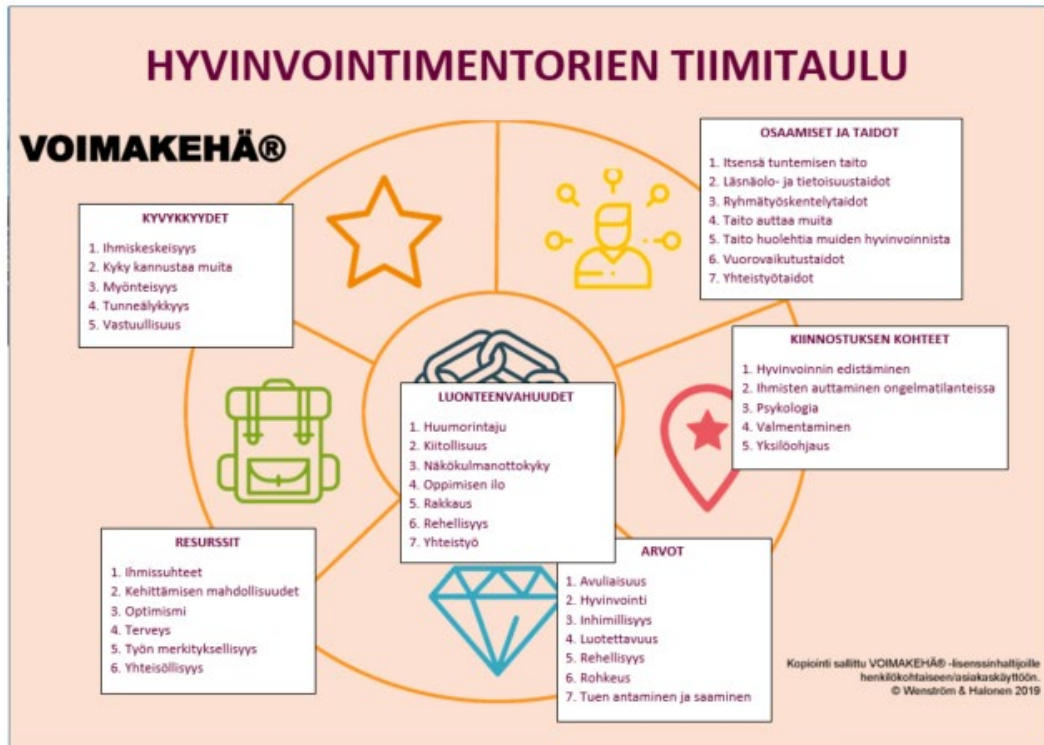 HYVINVOINTIMENTORIEN TIIMITAULU
VOIMAKEHÄ®
KYVYKKYYDET
1. Ihmiskeskeisyys
2. Kyky kannustaa muita
3. Myönteisyys
4. Tunneälykkyys
5. Vastuullisuus
OSAAMISET JA TAIDOT
1. Itsensä tuntemisen taito
2. Läsnäolo- ja tietoisuustaidot
3. Ryhmätyöskentelytaidot
4. Taito auttaa muita
5. Taito huolehtia muiden hyvinvoinnista
6. Vuorovaikutustaidot
7. Yhteistyötaidot
KIINNOSTUKSEN KOHTEET
1. Hyvinvoinnin edistäminen
2. Ihmisten auttaminen ongelmatilanteissa
3. Psykologia
4. Valmentaminen
5. Yksilöohjaus
LUONTEENVAHUUDET
1. Huumorintaju
2. Kiitollisuus
3. Näkökulmanottokyky
4. Oppimisen ilo
5. Rakkaus
6. Rehellisyys
7. Yhteistyö
RESURSSIT
1. Ihmissuhteet
2. Kehittämisen mahdollisuudet
3. Optimismi
4. Terveys
5. Työn merkityksellisyys
6. Yhteisöllisyys
ARVOT
1. Avuliaisuus
2. Hyvinvointi
3. Inhimillisyys
4. Luotettavuus
5. Rehellisyys
6. Rohkeus
7. Tuen antaminen ja saaminen
Kopiointi sallittu VOIMAKEHÄ® -lisenssinhaltijoille
henkilökohtaiseen/asiakaskäyttöön.
© Wenström & Halonen 2019